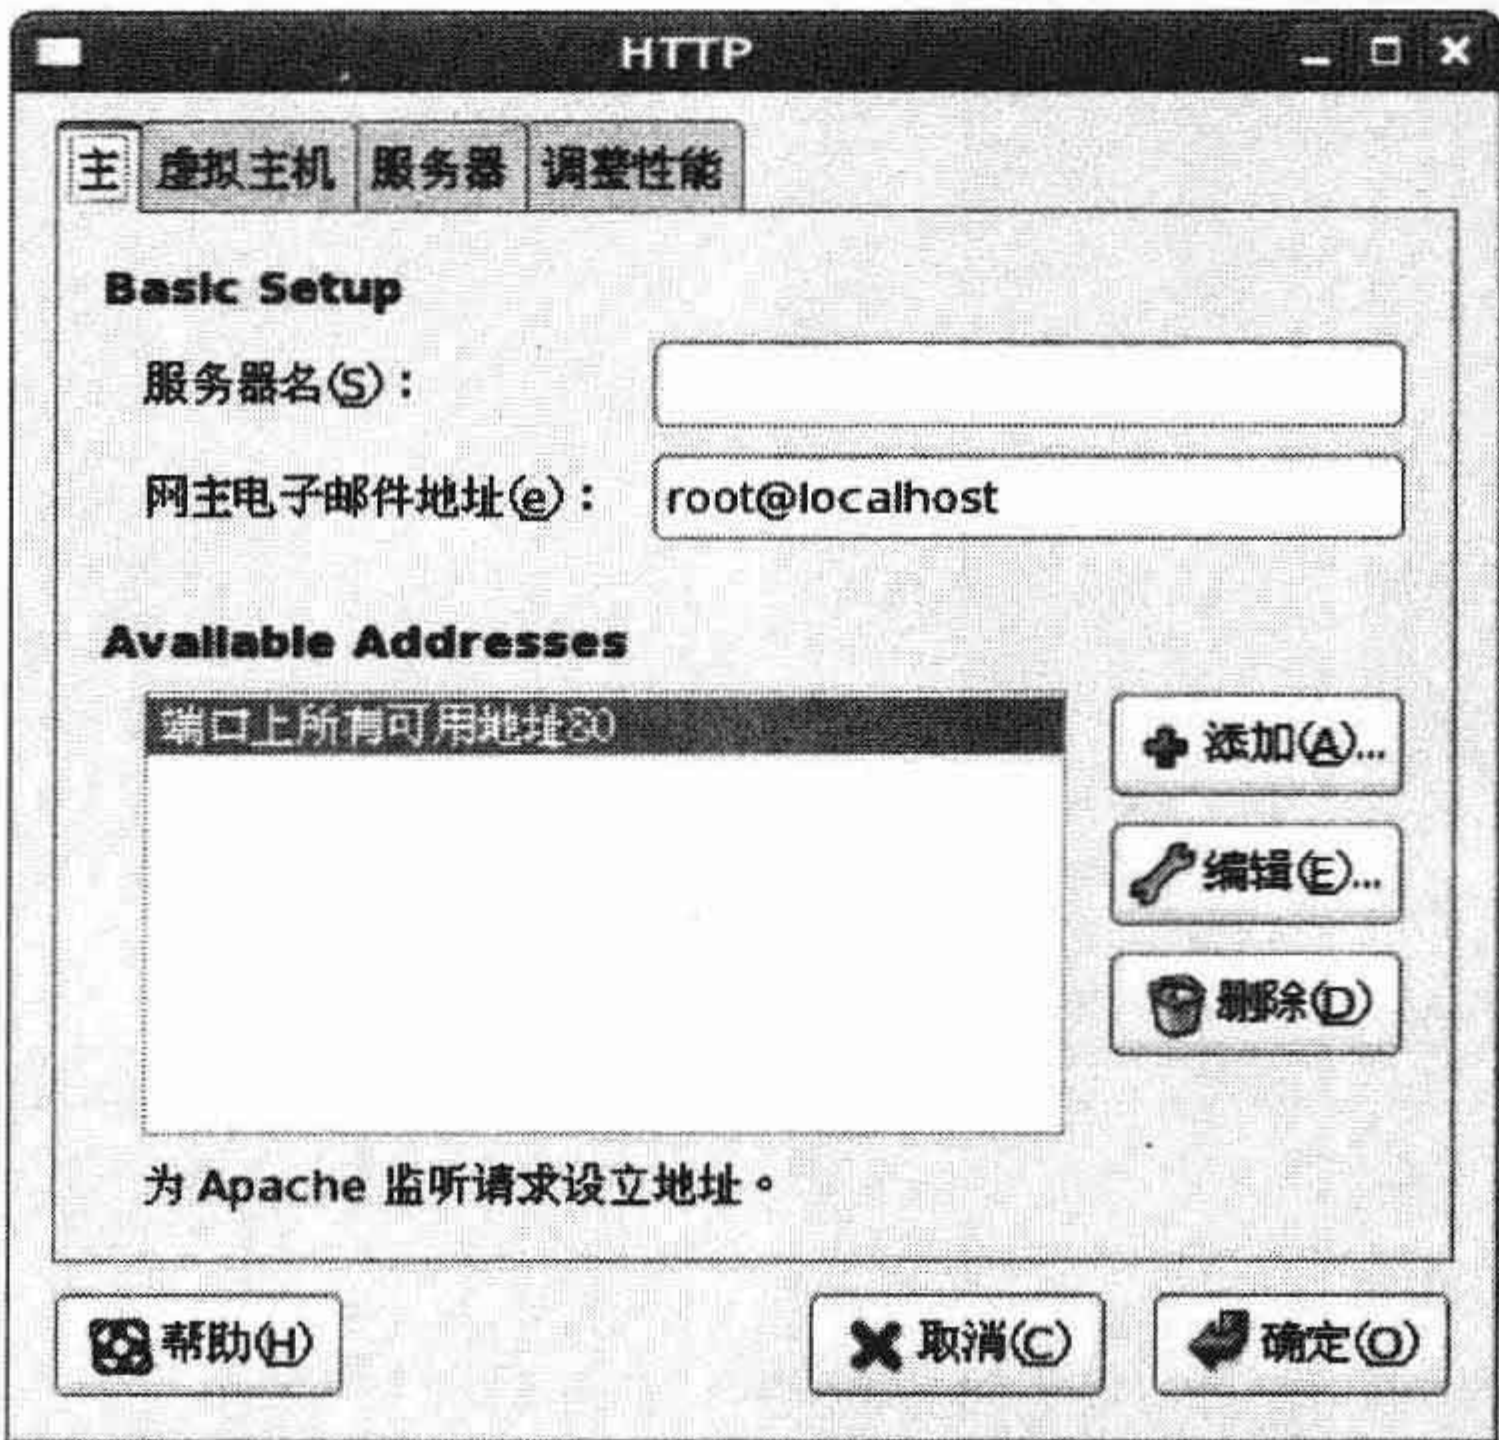 HTTP
主 虚拟主机 服务器 调整性能
Basic Setup
服务器名(S)：
网主电子邮件地址(e)： root@localhost
Available Addresses
端口上所有可用地址80
添加(A)...
编辑(E)...
删除(D)
为 Apache 监听请求设立地址。
帮助(H) 取消(C) 确定(O)